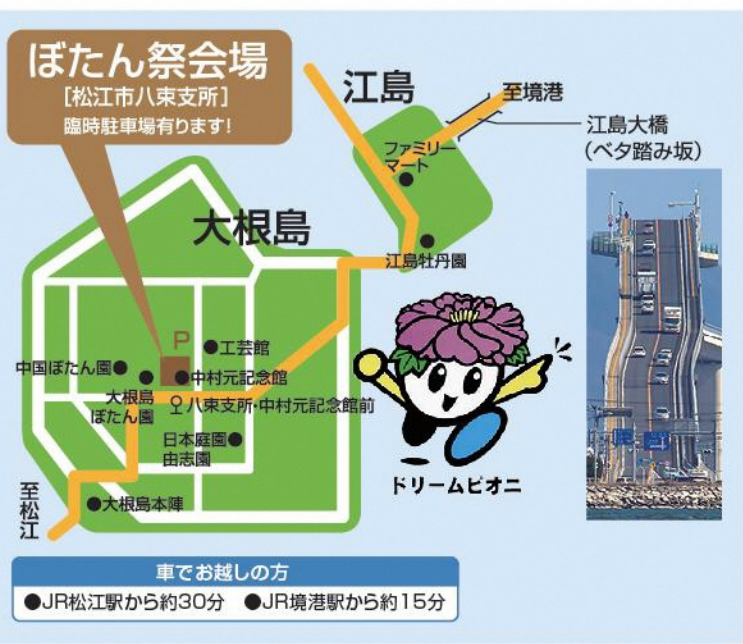 ぼたん祭会場
[松江市八束支所]
臨時駐車場有ります!
江島
至境港
江島大橋
(ベタ踏み坂)
ファミリー
マート
江島牡丹園
大根島
P
工芸館
中国ぼたん園
中村元記念館
大根島
ぼたん園
八束支所・中村元記念館前
日本庭園
由志園
大根島本陣
至松江
ドリームピオニ
車でお越しの方
●JR松江駅から約30分 ●JR境港駅から約15分